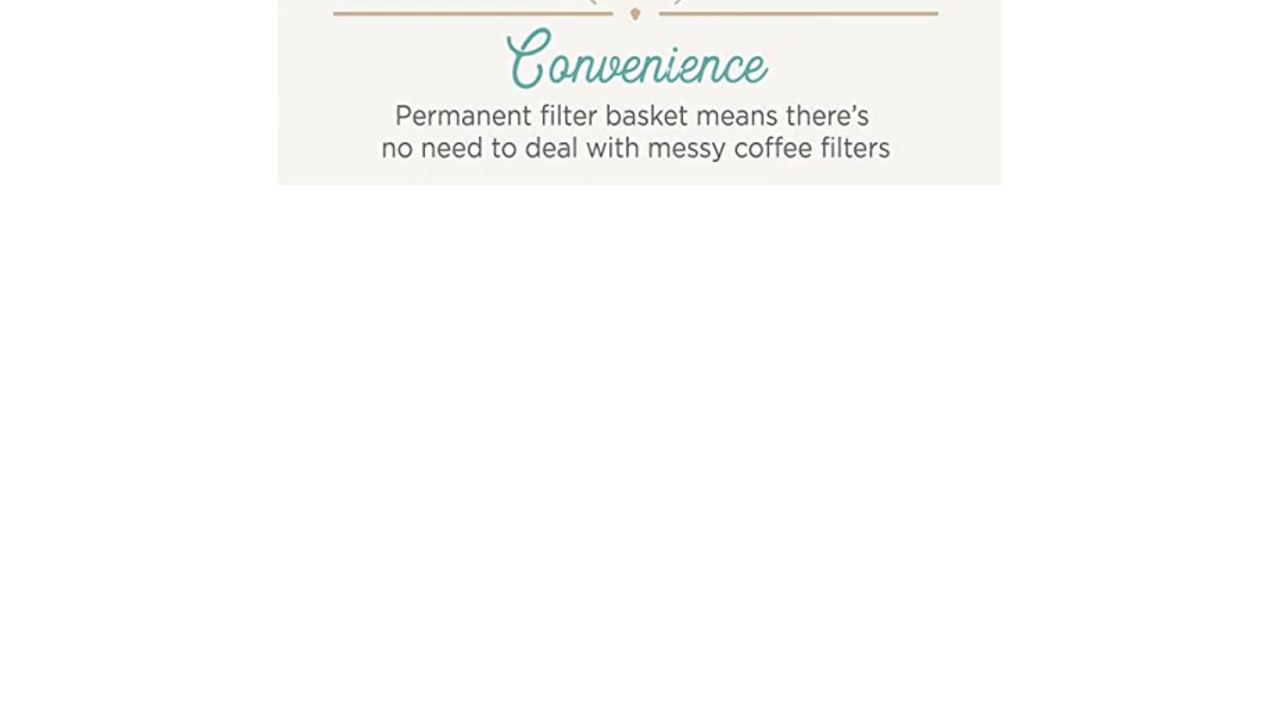 Convenience
Permanent filter basket means there’s
no need to deal with messy coffee filters